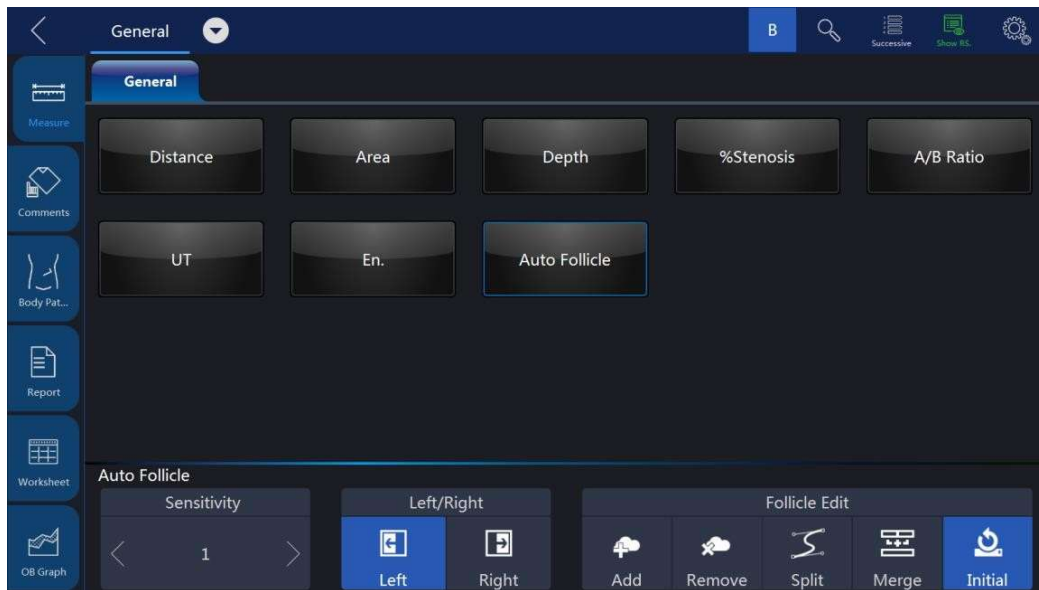 General
B
Successive
Show RS.
General
Measure
Distance
Area
Depth
%Stenosis
A/B Ratio
Comments
UT
En.
Auto Follicle
Body Pat...
Report
Worksheet
Auto Follicle
Sensitivity
Left/Right
Follicle Edit
1
OB Graph
Left
Right
Add
Remove
Split
Merge
Initial